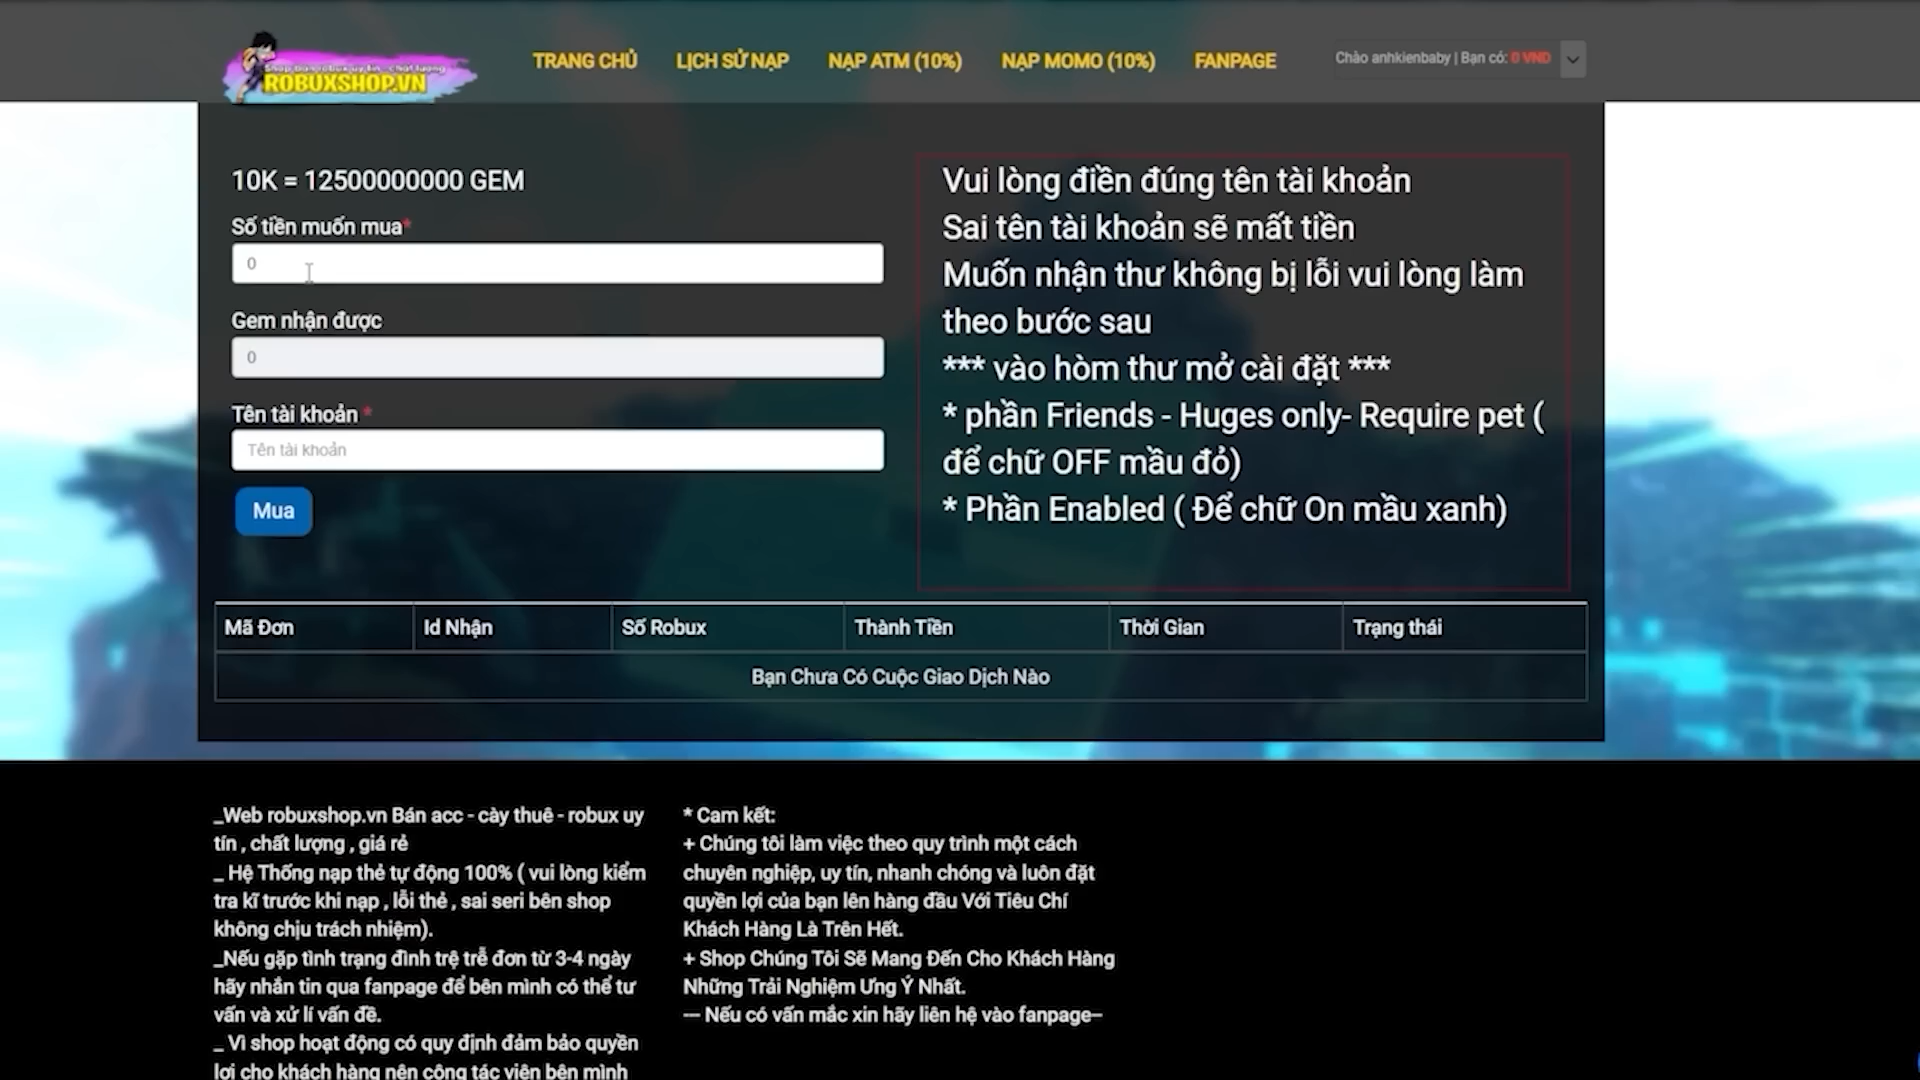 Shop bán robux uy tín - chất lượng
ROBUXSHOP.VN
TRANG CHỦ
LỊCH SỬ NẠP
NẠP ATM (10%)
NẠP MOMO (10%)
FANPAGE
Chào anhkienbaby | Bạn có: 0 VND
10K = 12500000000 GEM
Số tiền muốn mua*
0
Gem nhận được
0
Tên tài khoản *
Tên tài khoản
Mua
Vui lòng điền đúng tên tài khoản
Sai tên tài khoản sẽ mất tiền
Muốn nhận thư không bị lỗi vui lòng làm
theo bước sau
*** vào hòm thư mở cài đặt ***
* phần Friends - Huges only- Require pet (
để chữ OFF mầu đỏ)
* Phần Enabled ( Để chữ On mầu xanh)
Mã Đơn
Id Nhận
Số Robux
Thành Tiền
Thời Gian
Trạng thái
Bạn Chưa Có Cuộc Giao Dịch Nào
_Web robuxshop.vn Bán acc - cày thuê - robux uy
tín , chất lượng , giá rẻ
_ Hệ Thống nạp thẻ tự động 100% ( vui lòng kiểm
tra kĩ trước khi nạp , lỗi thẻ , sai seri bên shop
không chịu trách nhiệm).
_Nếu gặp tình trạng đình trệ trễ đơn từ 3-4 ngày
hãy nhắn tin qua fanpage để bên mình có thể tư
vấn và xử lí vấn đề.
_ Vì shop hoạt động có quy định đảm bảo quyền
lợi cho khách hàng nên cộng tác viên bên mình
* Cam kết:
+ Chúng tôi làm việc theo quy trình một cách
chuyên nghiệp, uy tín, nhanh chóng và luôn đặt
quyền lợi của bạn lên hàng đầu Với Tiêu Chí
Khách Hàng Là Trên Hết.
+ Shop Chúng Tôi Sẽ Mang Đến Cho Khách Hàng
Những Trải Nghiệm Ưng Ý Nhất.
--- Nếu có vấn mắc xin hãy liên hệ vào fanpage--